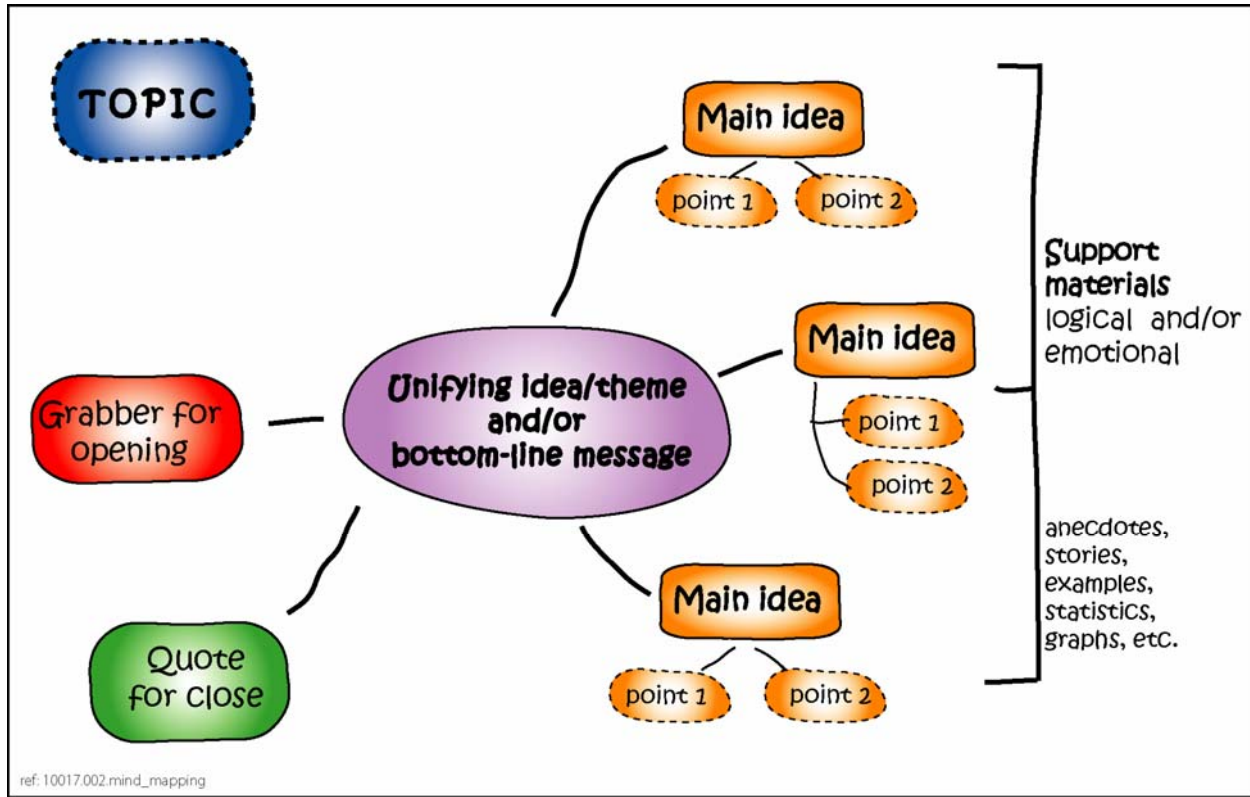 TOPIC
Main idea
point 1
point 2
Support
materials
logical and/or
emotional
Main idea
point 1
point 2
Unifying idea/theme
and/or
bottom-line message
Grabber for
opening
anecdotes,
stories,
examples,
statistics,
graphs, etc.
Main idea
point 1
point 2
Quote
for close
ref: 10017.002.mind_mapping